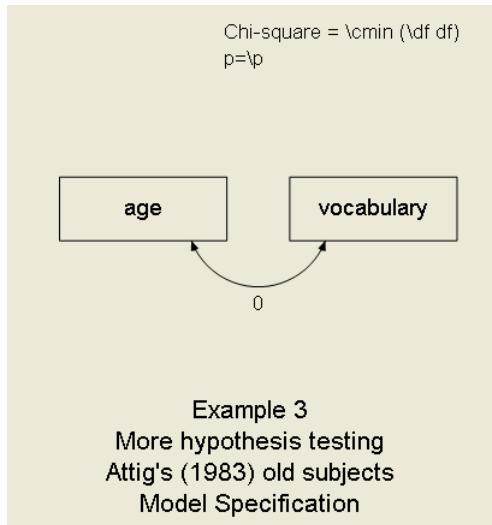 Chi-square = \cmin (\df df)
p=\p
age
vocabulary
0
Example 3
More hypothesis testing
Attig's (1983) old subjects
Model Specification